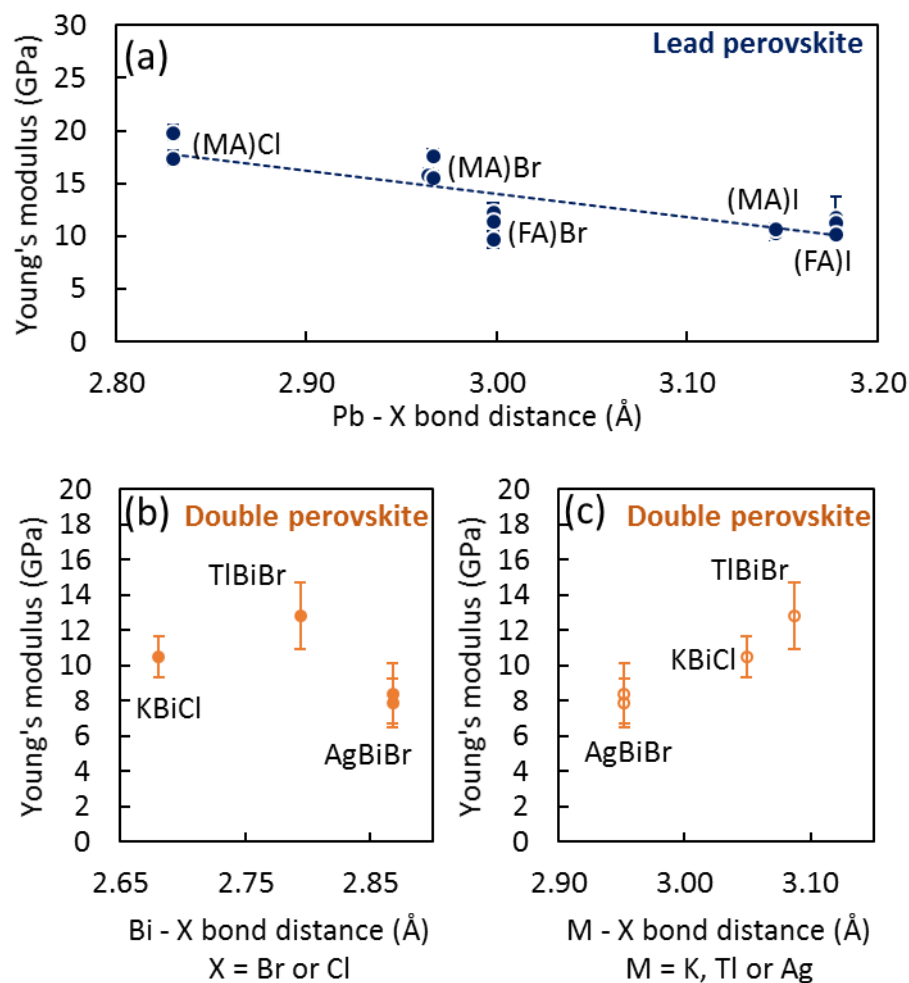 (a)
Lead perovskite
Young's modulus (GPa)
30
25
20
15
10
5
0
(MA)Cl
(MA)Br
(FA)Br
(MA)I
(FA)I
2.80 2.90 3.00 3.10 3.20
Pb - X bond distance (Å)
(b)
Double perovskite
Young's modulus (GPa)
20
18
16
14
12
10
8
6
4
2
0
TlBiBr
KBiCl
AgBiBr
2.65 2.75 2.85
Bi - X bond distance (Å)
X = Br or Cl
(c)
Double perovskite
Young's modulus (GPa)
20
18
16
14
12
10
8
6
4
2
0
TlBiBr
KBiCl
AgBiBr
2.90 3.00 3.10
M - X bond distance (Å)
M = K, Tl or Ag